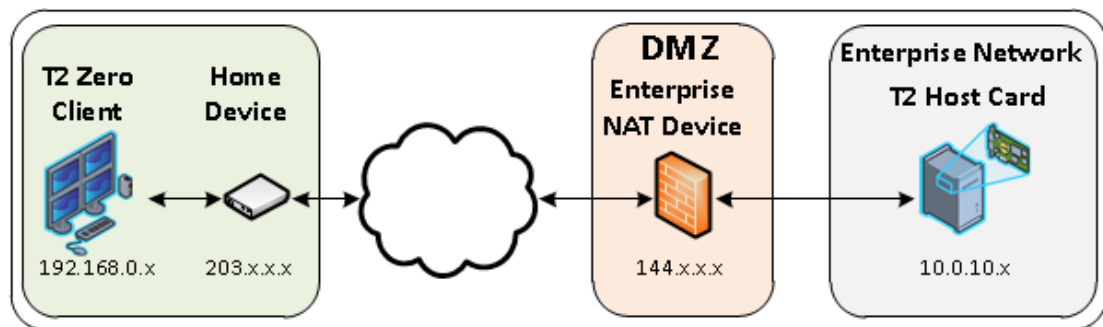 T2 Zero
Client
Home
Device
192.168.0.x
203.x.x.x
DMZ
Enterprise
NAT Device
144.x.x.x
Enterprise Network
T2 Host Card
10.0.10.x